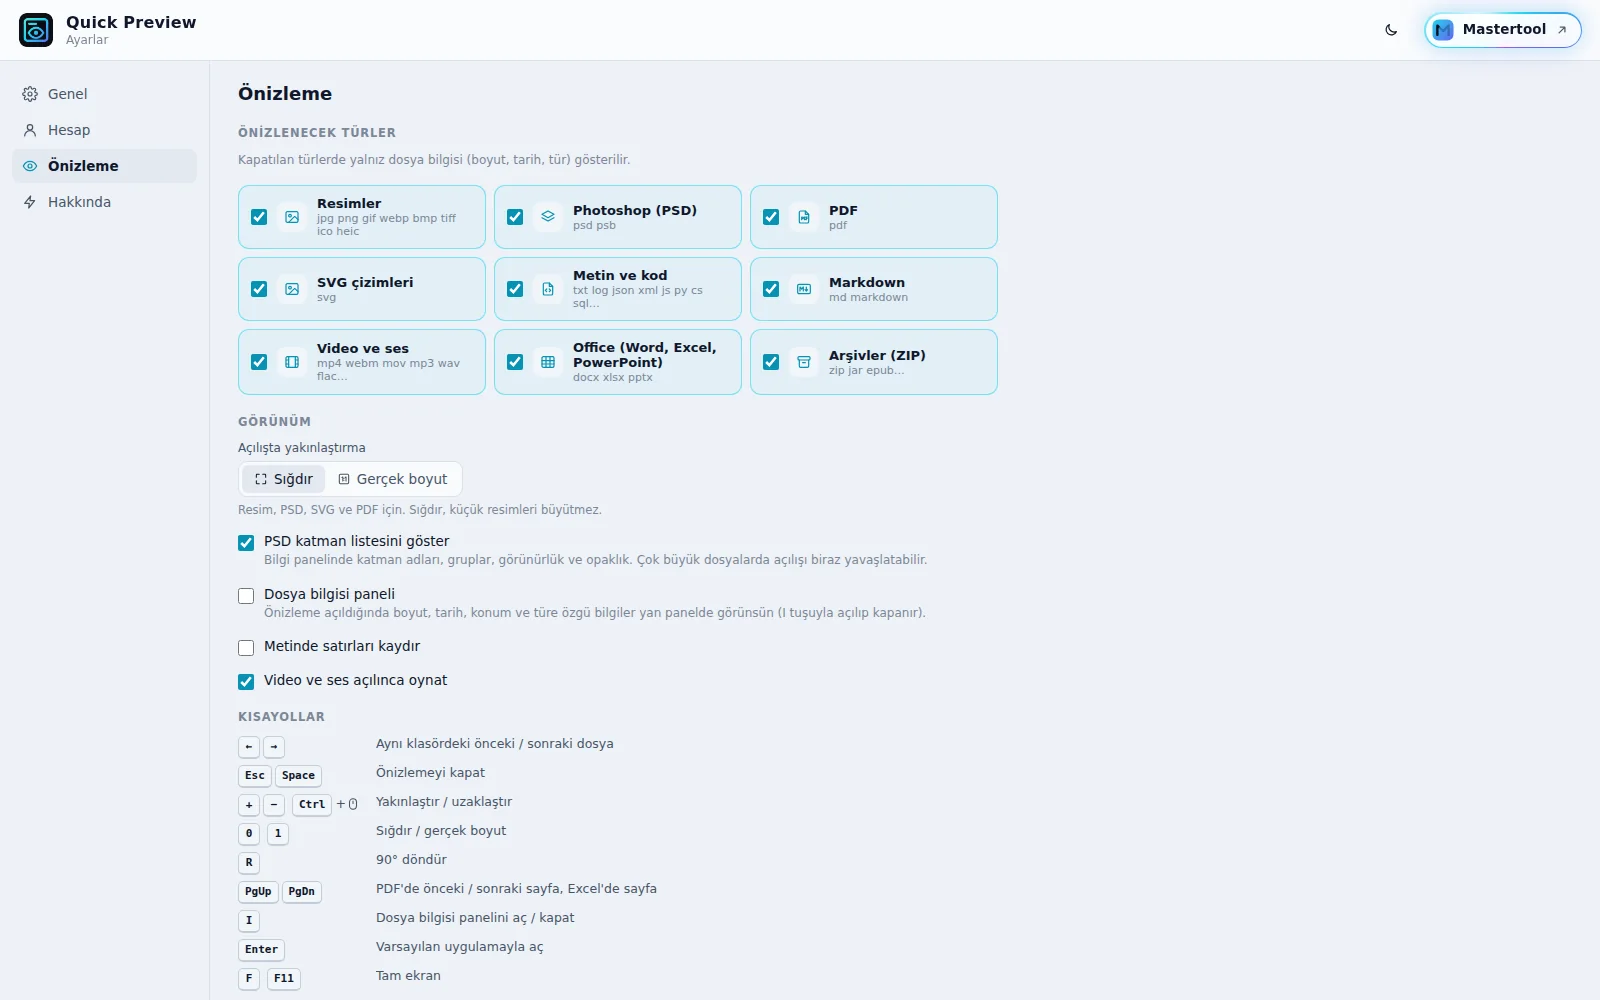 Quick Preview
Ayarlar
Mastertool
Genel
Hesap
Önizleme
Hakkında
Önizleme
ÖNİZLENECEK TÜRLER
Kapatılan türlerde yalnız dosya bilgisi (boyut, tarih, tür) gösterilir.
Resimler
jpg png gif webp bmp tiff
ico heic
Photoshop (PSD)
psd psb
PDF
pdf
SVG çizimleri
svg
Metin ve kod
txt log json xml js py cs
sql…
Markdown
md markdown
Video ve ses
mp4 webm mov mp3 wav
flac…
Office (Word, Excel,
PowerPoint)
docx xlsx pptx
Arşivler (ZIP)
zip jar epub…
GÖRÜNÜM
Açılışta yakınlaştırma
Sığdır
Gerçek boyut
Resim, PSD, SVG ve PDF için. Sığdır, küçük resimleri büyütmez.
PSD katman listesini göster
Bilgi panelinde katman adları, gruplar, görünürlük ve opaklık. Çok büyük dosyalarda açılışı biraz yavaşlatabilir.
Dosya bilgisi paneli
Önizleme açıldığında boyut, tarih, konum ve türe özgü bilgiler yan panelde görünsün (I tuşuyla açılıp kapanır).
Metinde satırları kaydır
Video ve ses açılınca oynat
KISAYOLLAR
← → Aynı klasördeki önceki / sonraki dosya
Esc Space Önizlemeyi kapat
+ − Ctrl + Yakınlaştır / uzaklaştır
0 1 Sığdır / gerçek boyut
R 90° döndür
PgUp PgDn PDF'de önceki / sonraki sayfa, Excel'de sayfa
I Dosya bilgisi panelini aç / kapat
Enter Varsayılan uygulamayla aç
F F11 Tam ekran